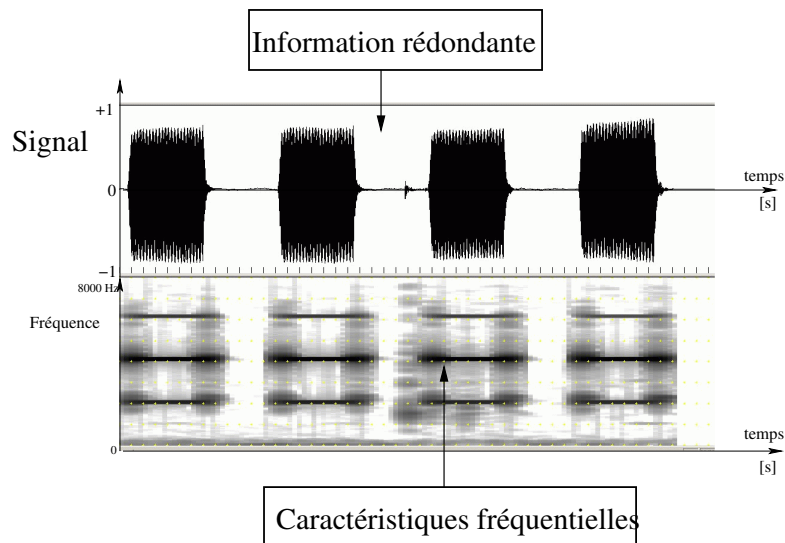 Information rédondante
+1
Signal
0
temps
[s]
−1
8000 Hz
Fréquence
temps
0
[s]
Caractéristiques fréquentielles